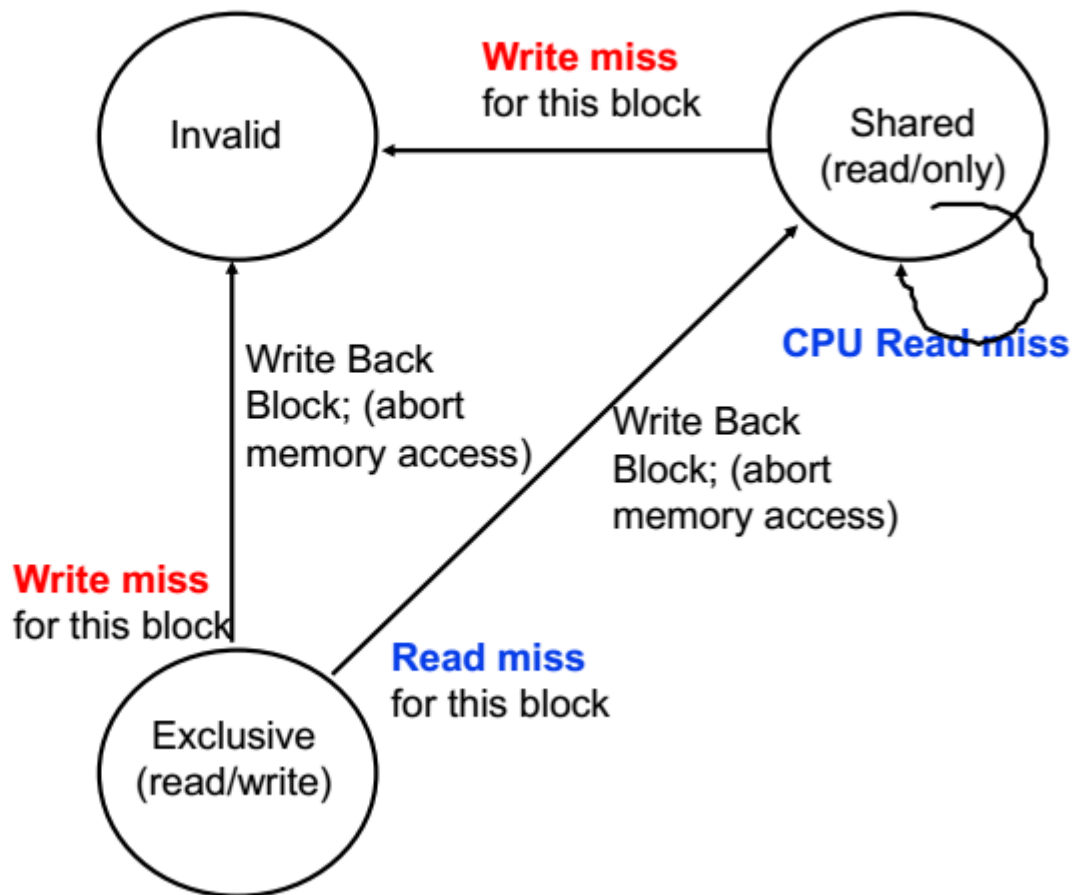 Write miss
for this block
Invalid
Shared
(read/only)
CPU Read miss
Write Back
Block; (abort
memory access)
Write Back
Block; (abort
memory access)
Write miss
for this block
Read miss
for this block
Exclusive
(read/write)